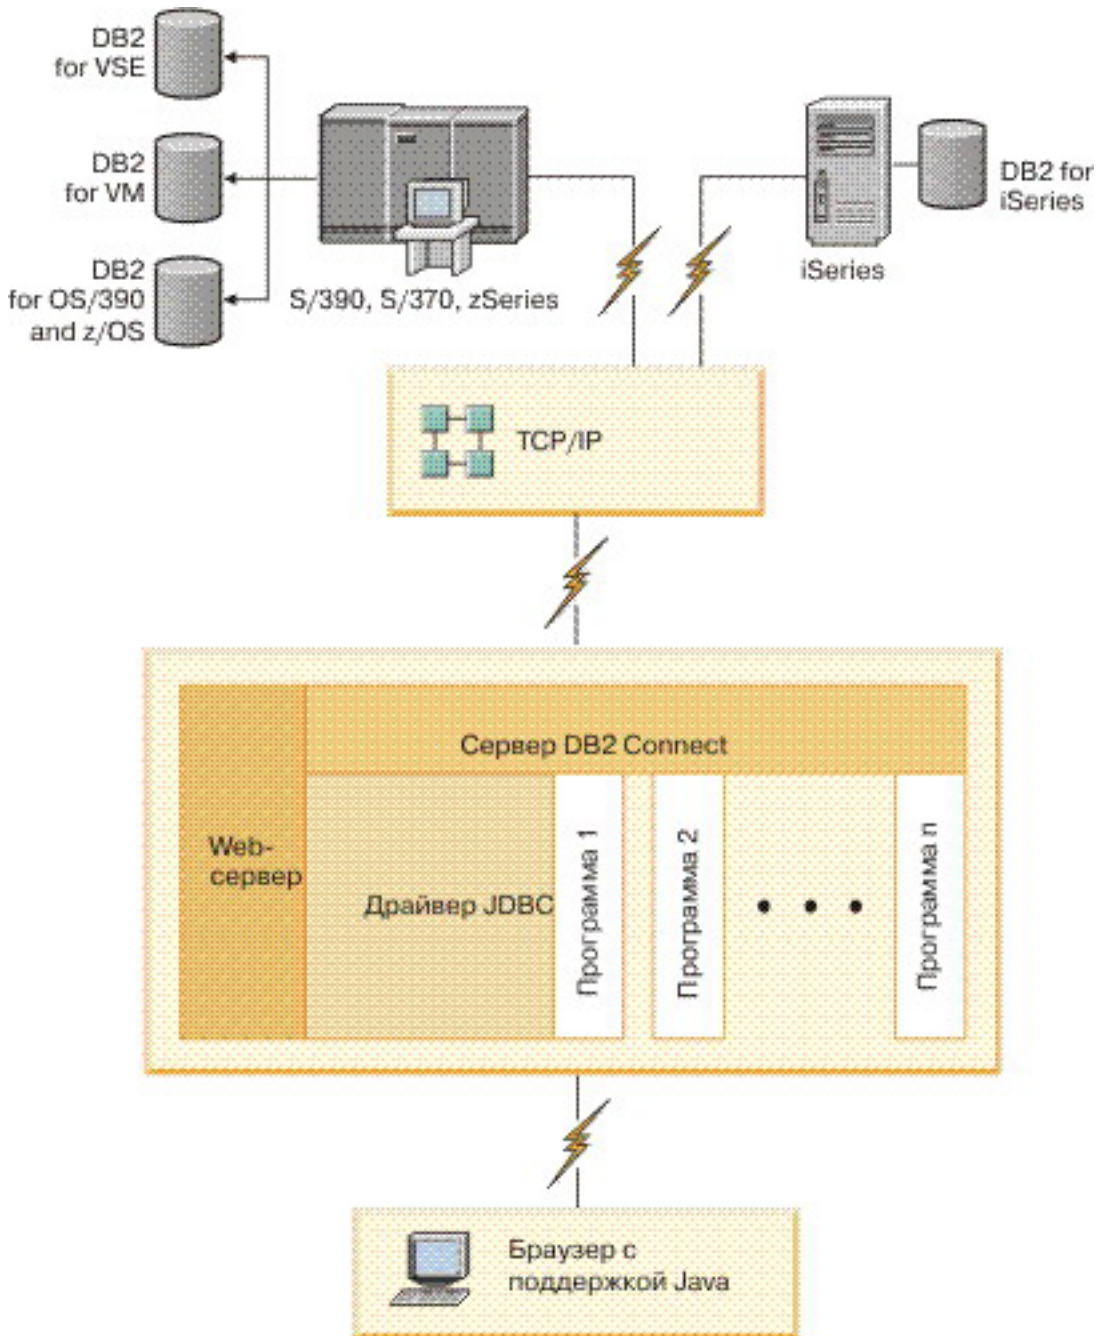 DB2
for VSE
DB2
for VM
DB2
for OS/390
and z/OS
S/390, S/370, zSeries
iSeries
DB2 for
iSeries
TCP/IP
Сервер DB2 Connect
Web-
сервер
Драйвер JDBC
Программа 1
Программа 2
Программа n
Браузер с
поддержкой Java